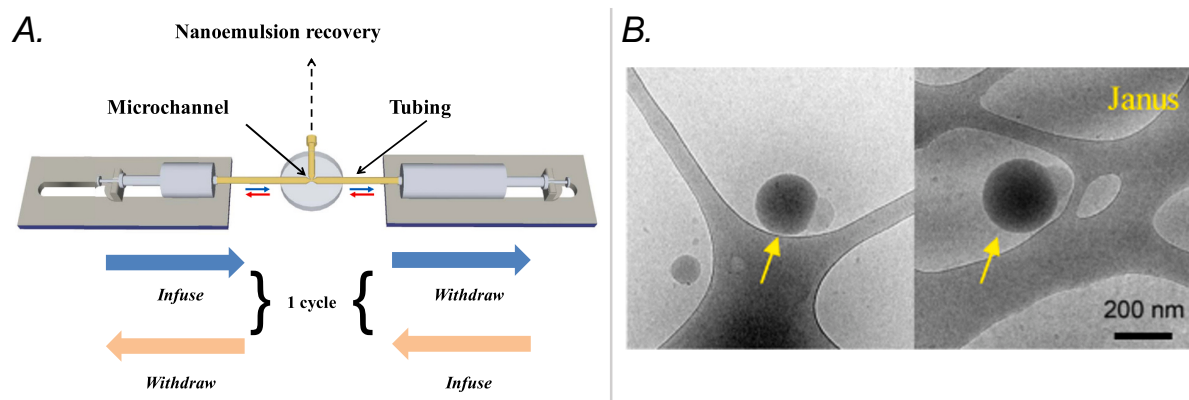 A.
Nanoemulsion recovery
Microchannel
Tubing
Infuse
Withdraw
1 cycle
Withdraw
Infuse
B.
Janus
200 nm